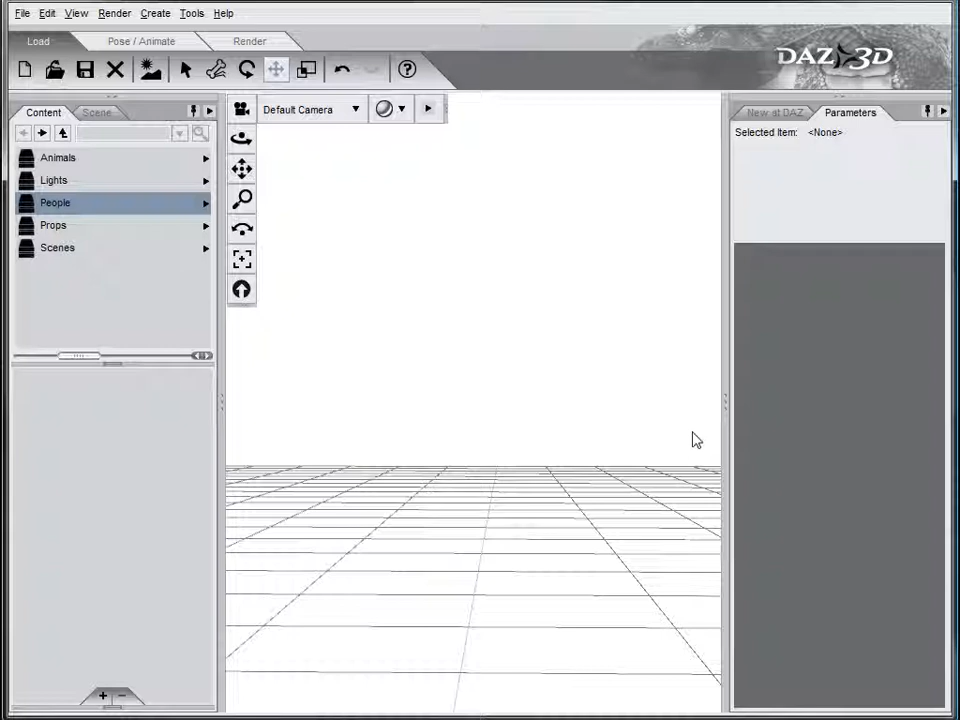 File Edit View Render Create Tools Help
Load Pose / Animate Render
DAZ 3D
Content Scene
Default Camera
New at DAZ Parameters
Selected Item: <None>
Animals
Lights
People
Props
Scenes